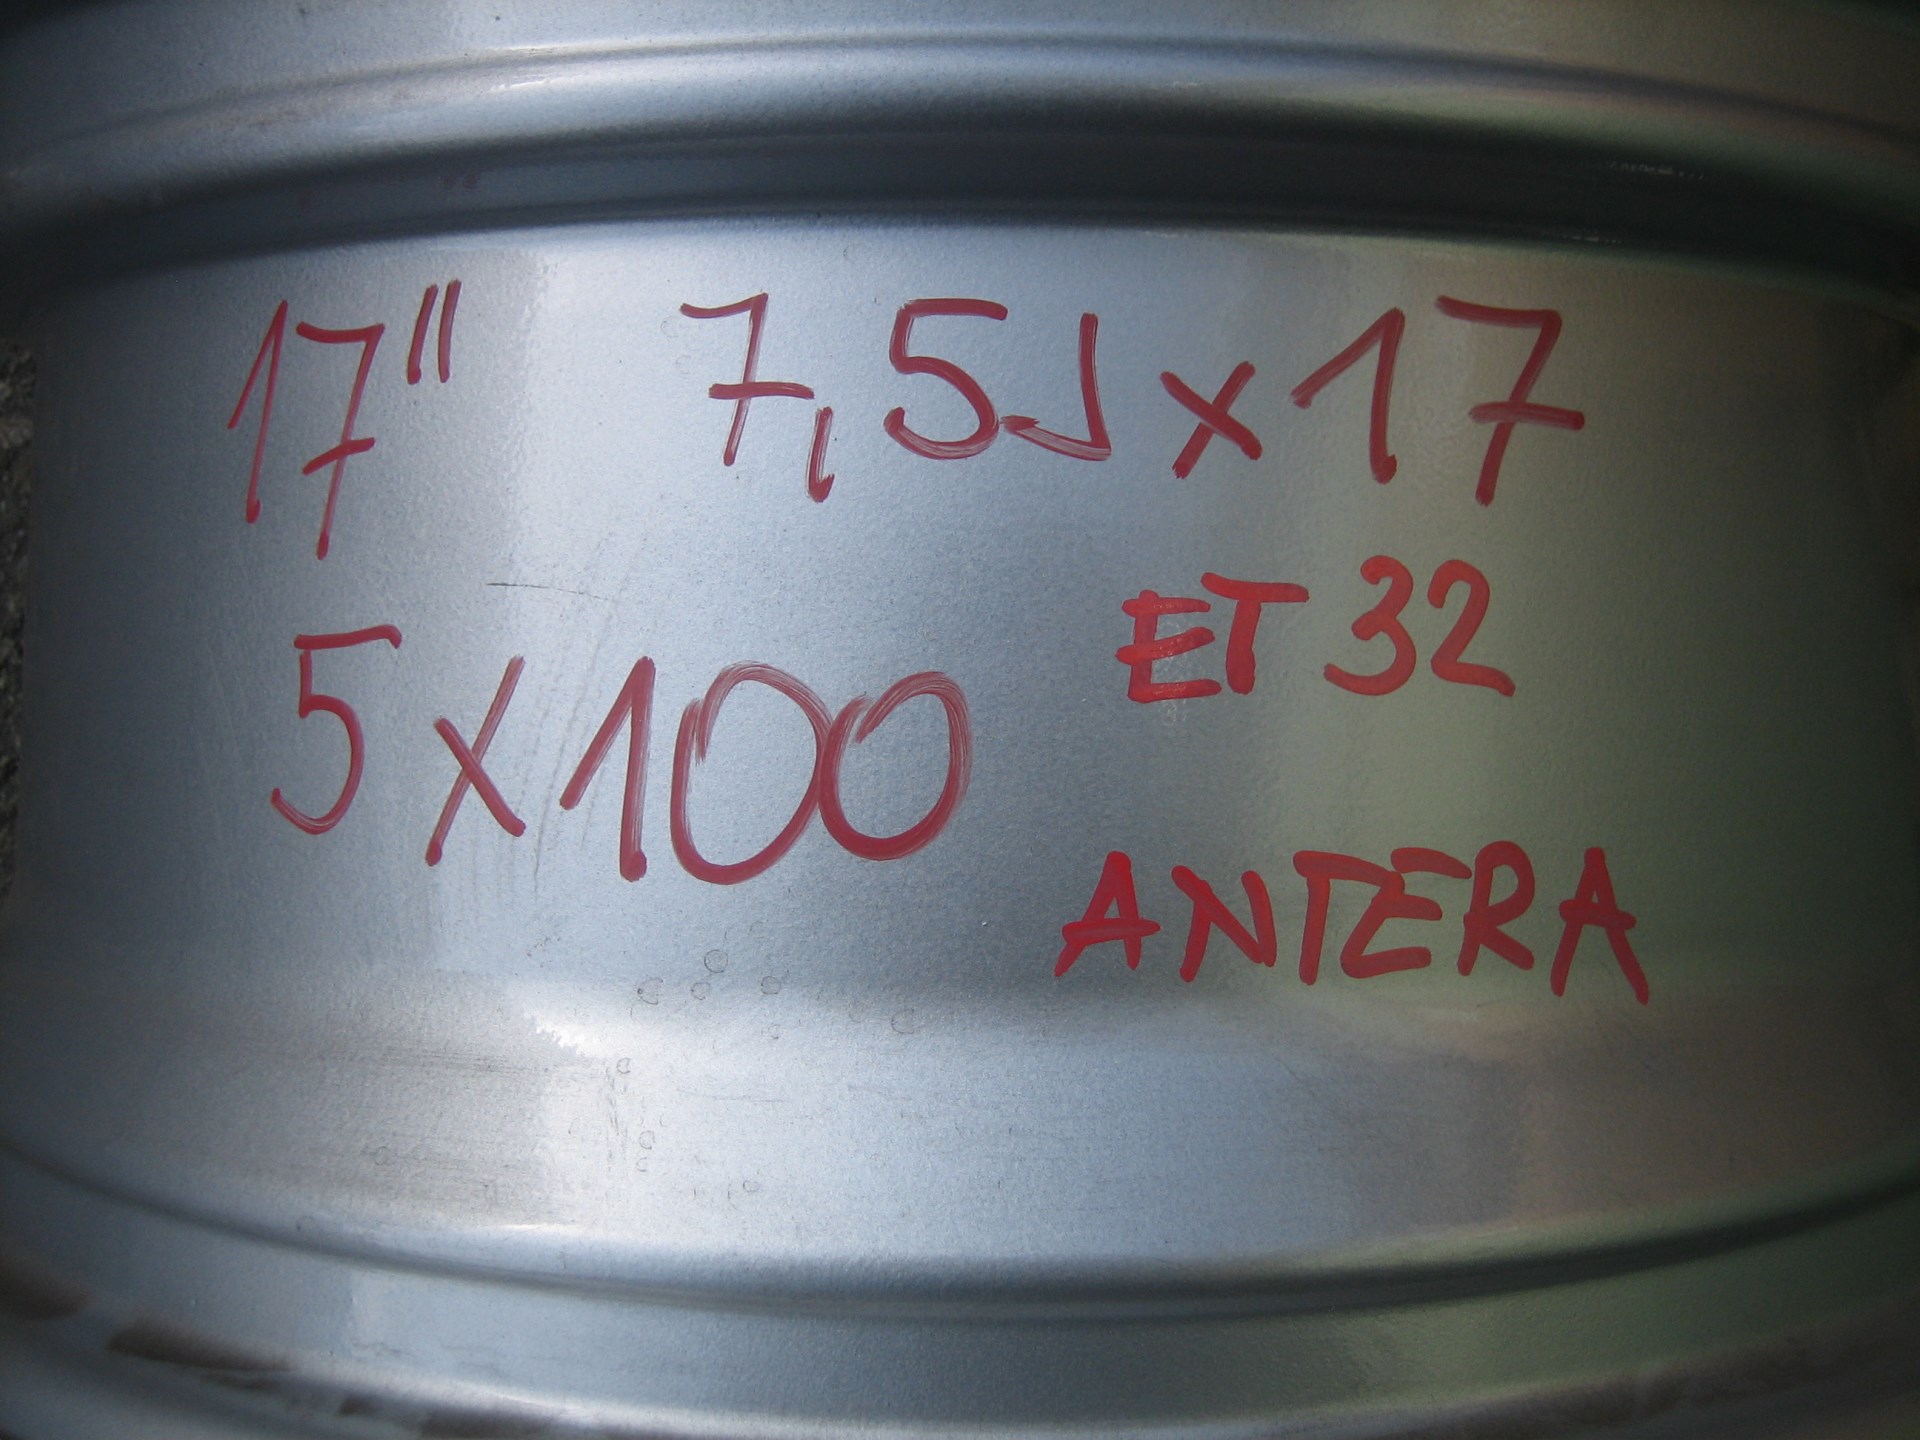 17" 7,5J x 17
ET 32
5 x 100
ANTERA